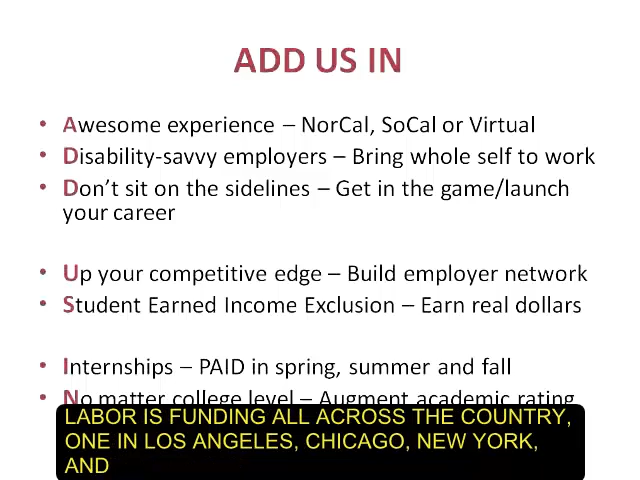 ADD US IN
• Awesome experience – NorCal, SoCal or Virtual
• Disability-savvy employers – Bring whole self to work
• Don't sit on the sidelines – Get in the game/launch
your career
• Up your competitive edge – Build employer network
• Student Earned Income Exclusion – Earn real dollars
• Internships – PAID in spring, summer and fall
• No matter college level – Augment academic rating
LABOR IS FUNDING ALL ACROSS THE COUNTRY,
ONE IN LOS ANGELES, CHICAGO, NEW YORK,
AND